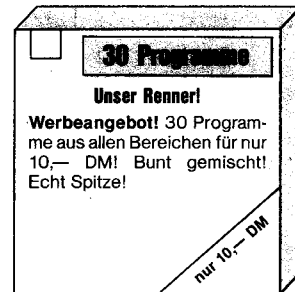 30 Programme
Unser Renner!
Werbeangebot! 30 Program-
me aus allen Bereichen für nur
10,— DM! Bunt gemischt!
Echt Spitze!
nur 10,— DM